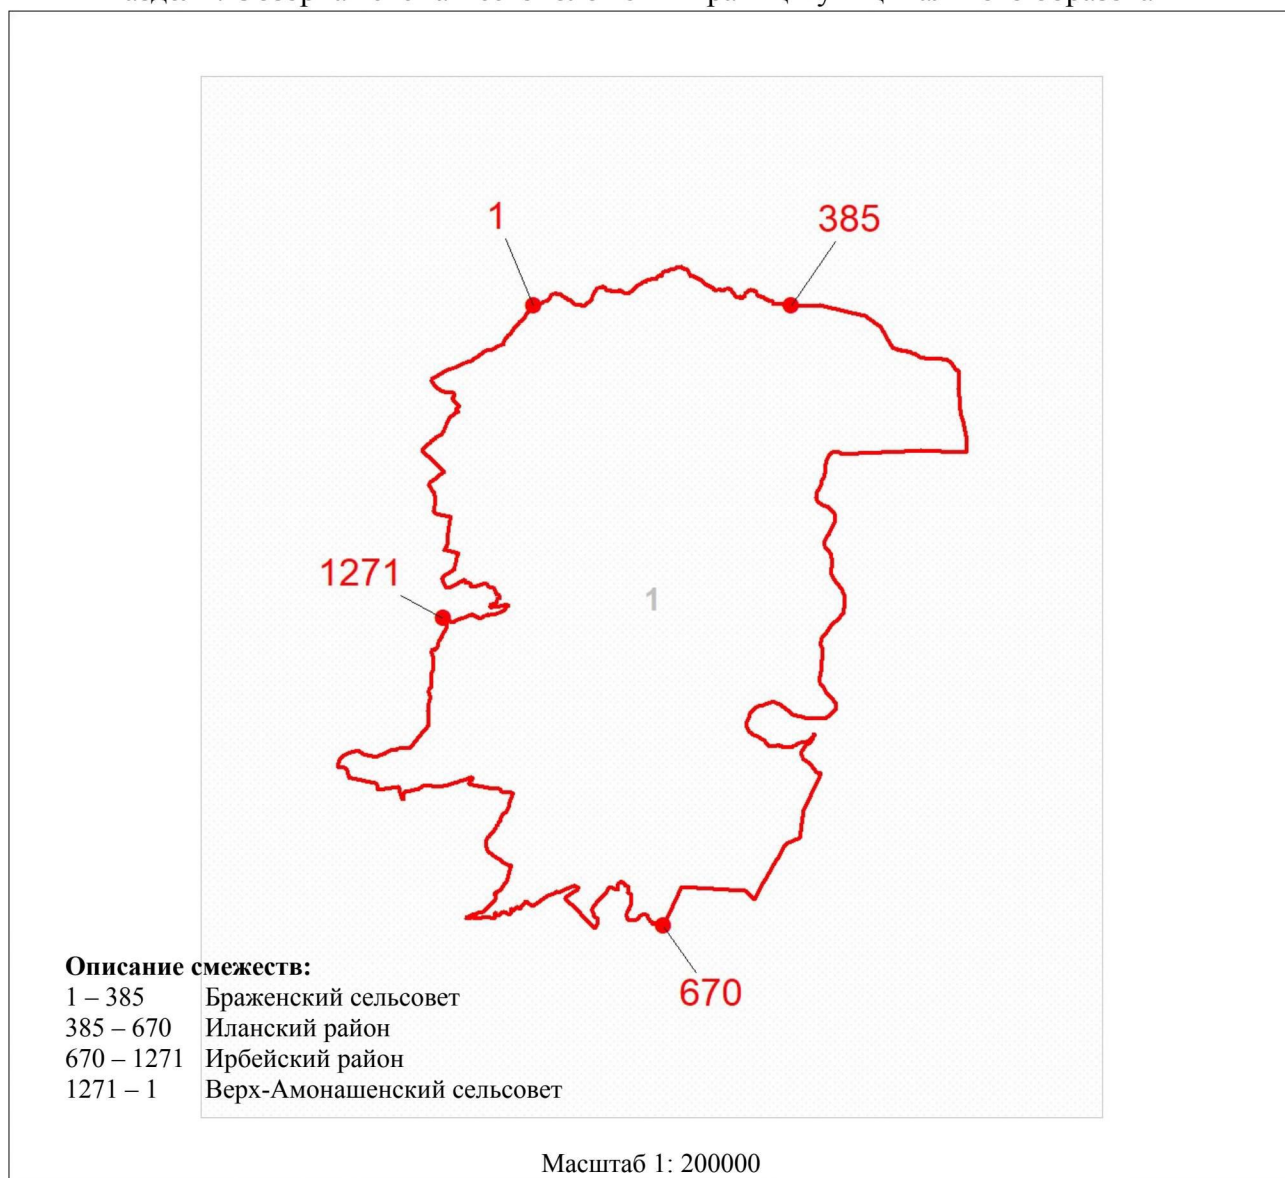 1
385
1271
1
670
Описание смежеств:
1 – 385 Браженский сельсовет
385 – 670 Иланский район
670 – 1271 Ирбейский район
1271 – 1 Верх-Амонашенский сельсовет
Масштаб 1: 200000